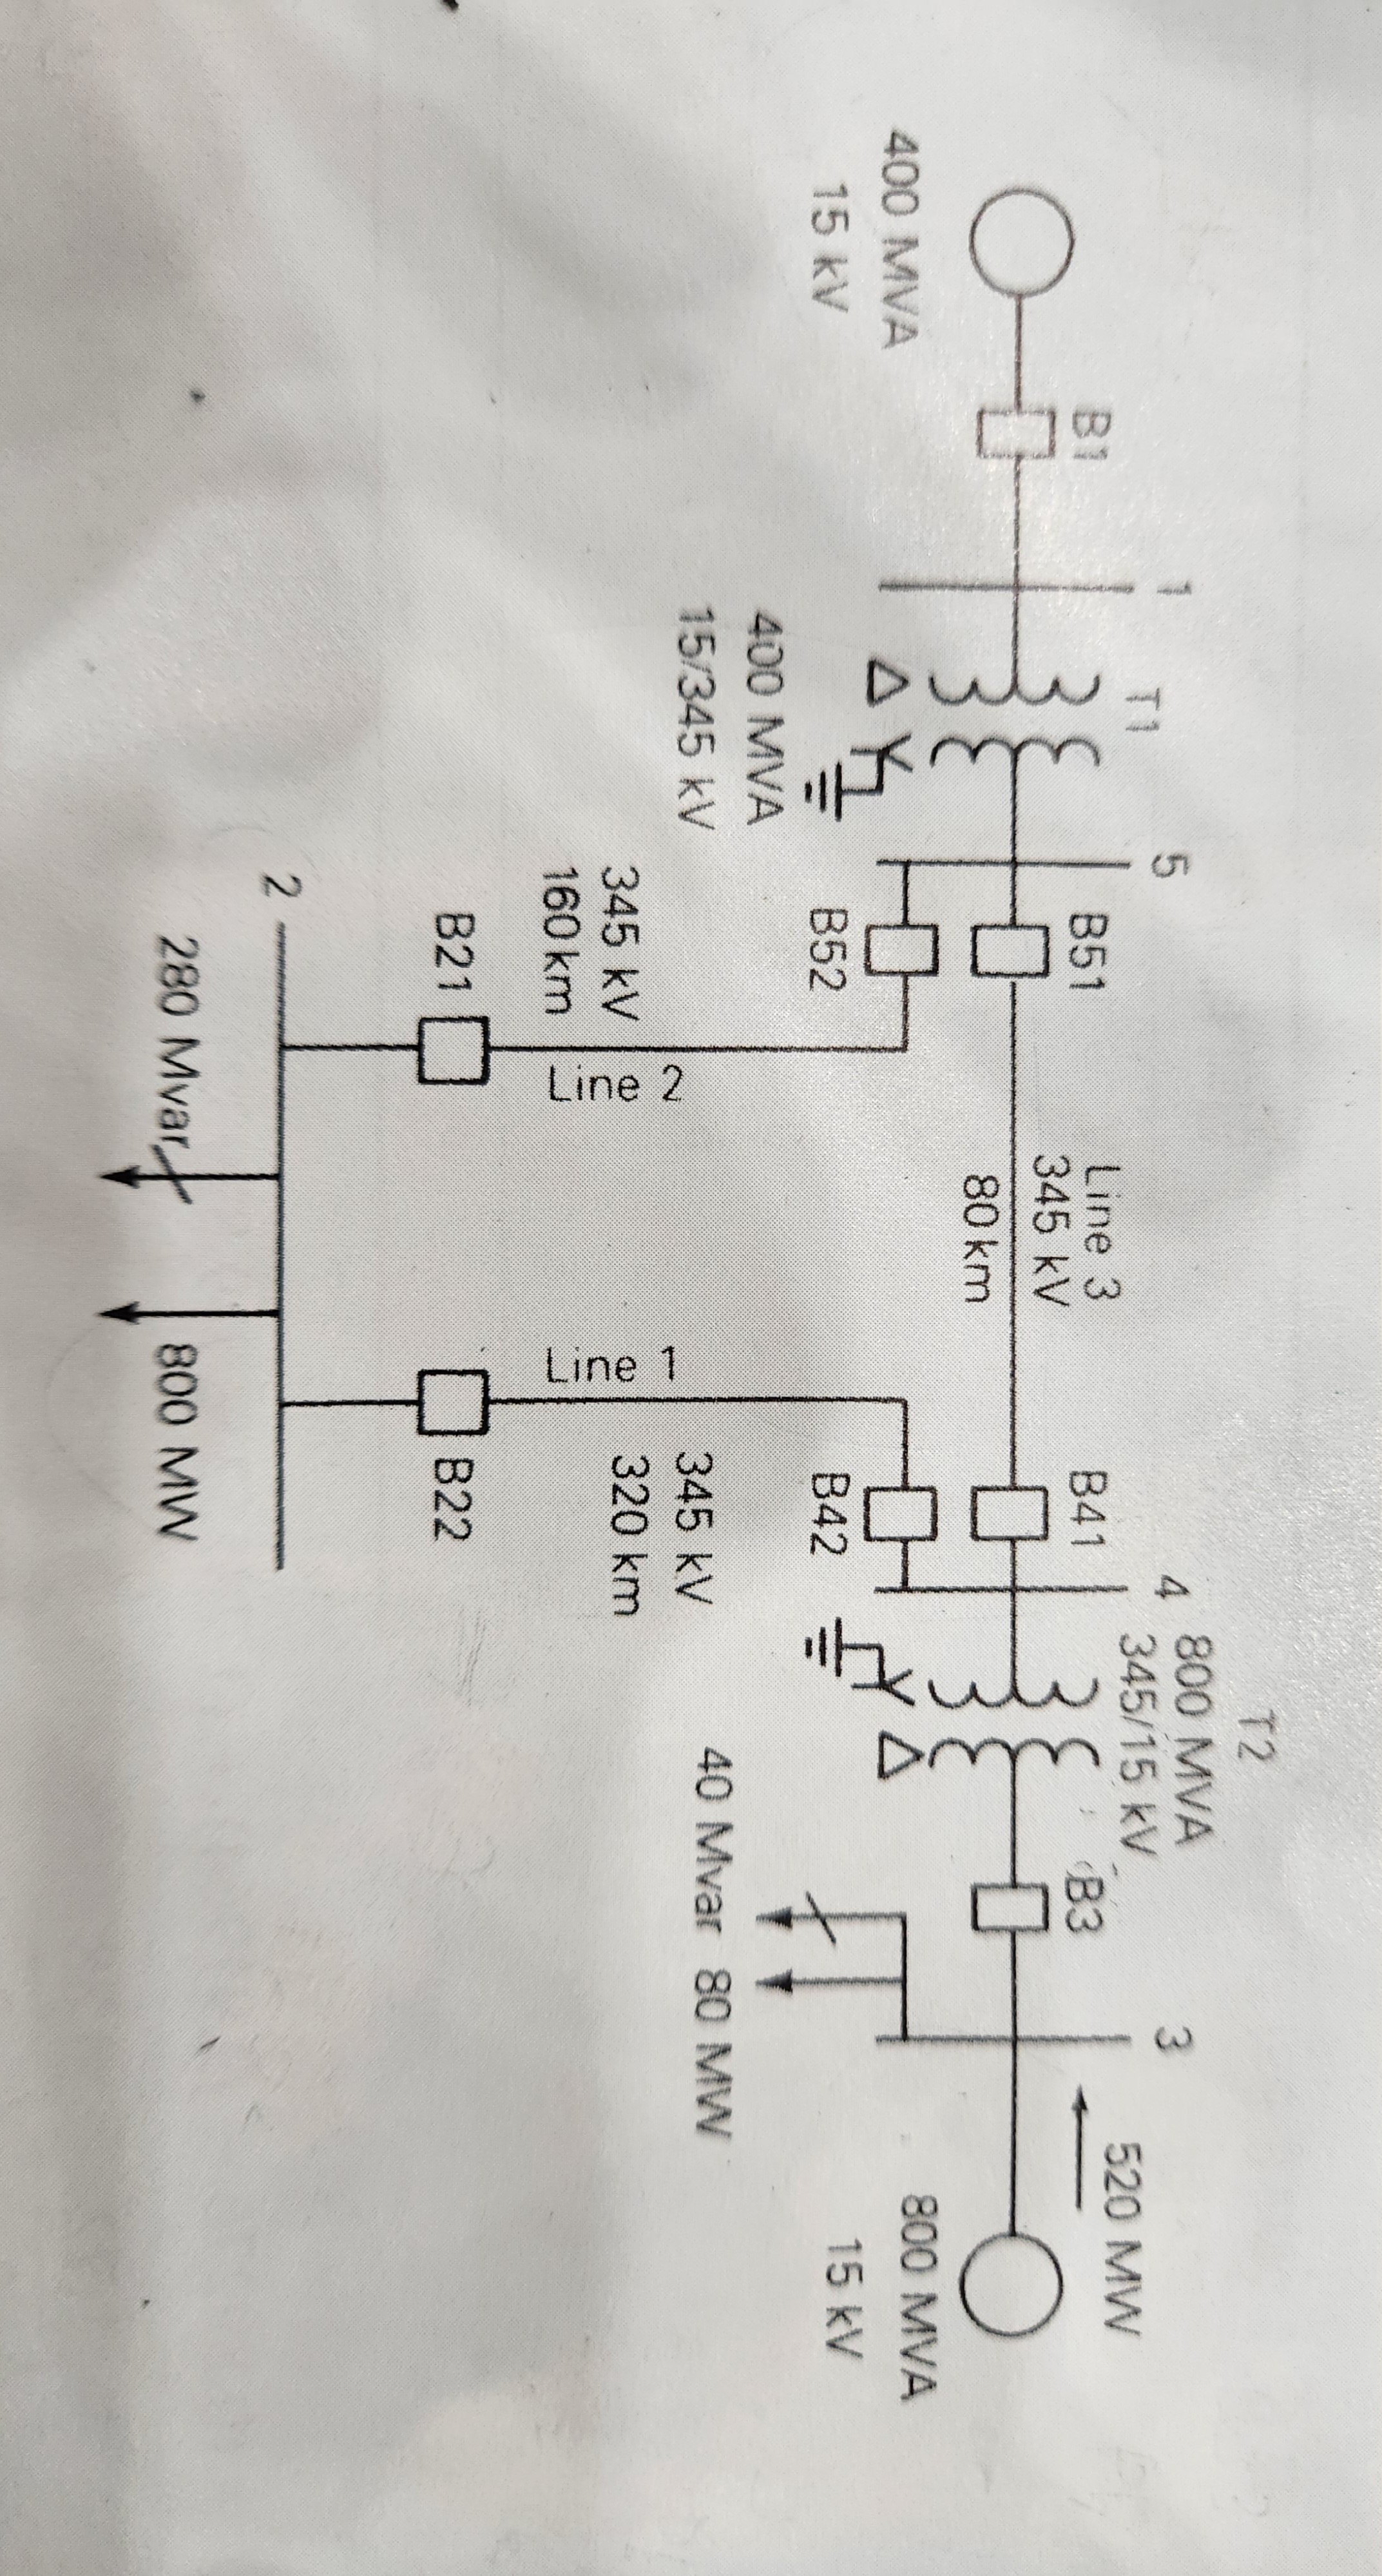 T2
800 MVA
345/15 kV
1
T1
5
4
3
B1
B51
Line 3
345 kV
80 km
B41
B3
520 MW
400 MVA
15 kV
Δ
Y
B52
B42
Y
Δ
800 MVA
15 kV
400 MVA
15/345 kV
40 Mvar
80 MW
345 kV
160 km
Line 2
Line 1
345 kV
320 km
B21
B22
2
280 Mvar
800 MW